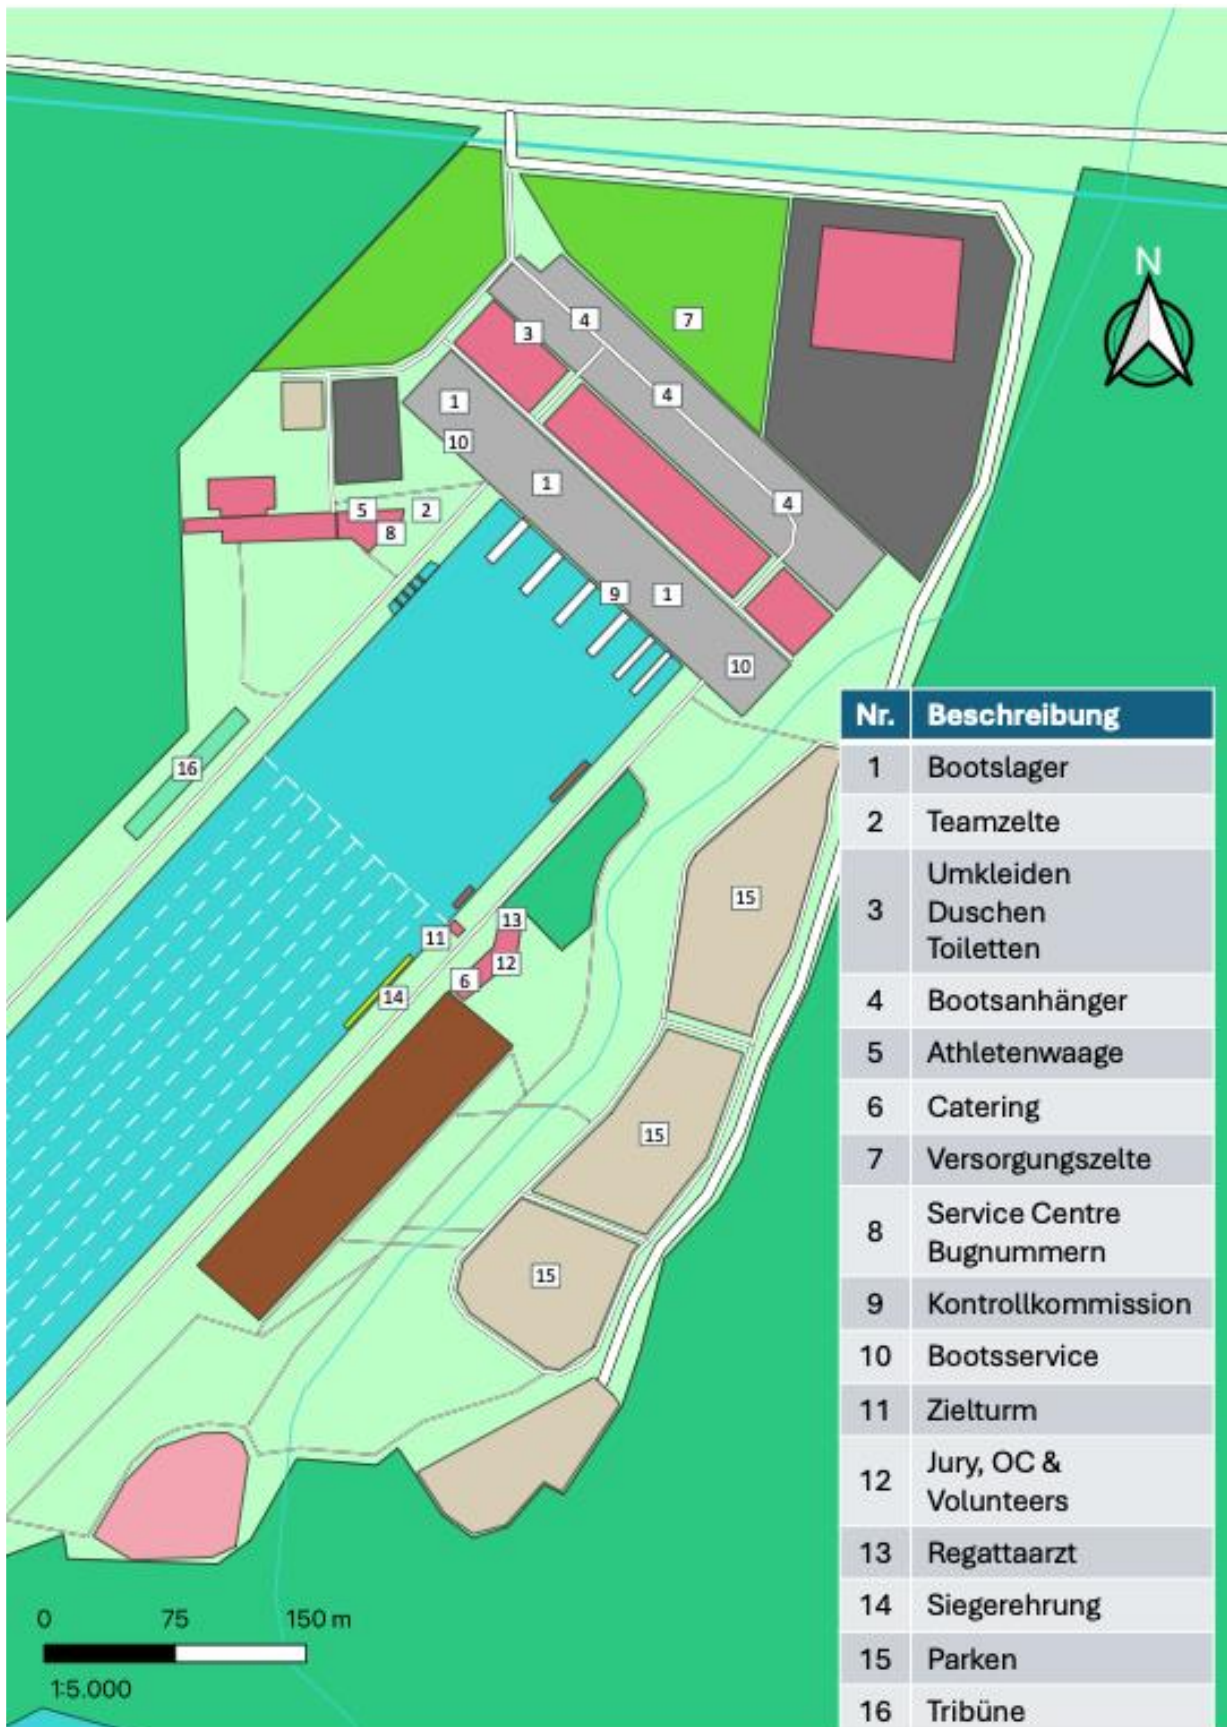 N
4
3
7
4
1
10
1
4
5
2
8
9
1
10
16
15
13
11
12
6
14
15
15
0 75 150 m
1:5.000
Nr. Beschreibung
1 Bootslager
2 Teamzelte
3 Umkleiden
Duschen
Toiletten
4 Bootsanhänger
5 Athletenwaage
6 Catering
7 Versorgungszelte
8 Service Centre
Bugnummern
9 Kontrollkommission
10 Bootsservice
11 Zielturm
12 Jury, OC &
Volunteers
13 Regattaarzt
14 Siegerehrung
15 Parken
16 Tribüne